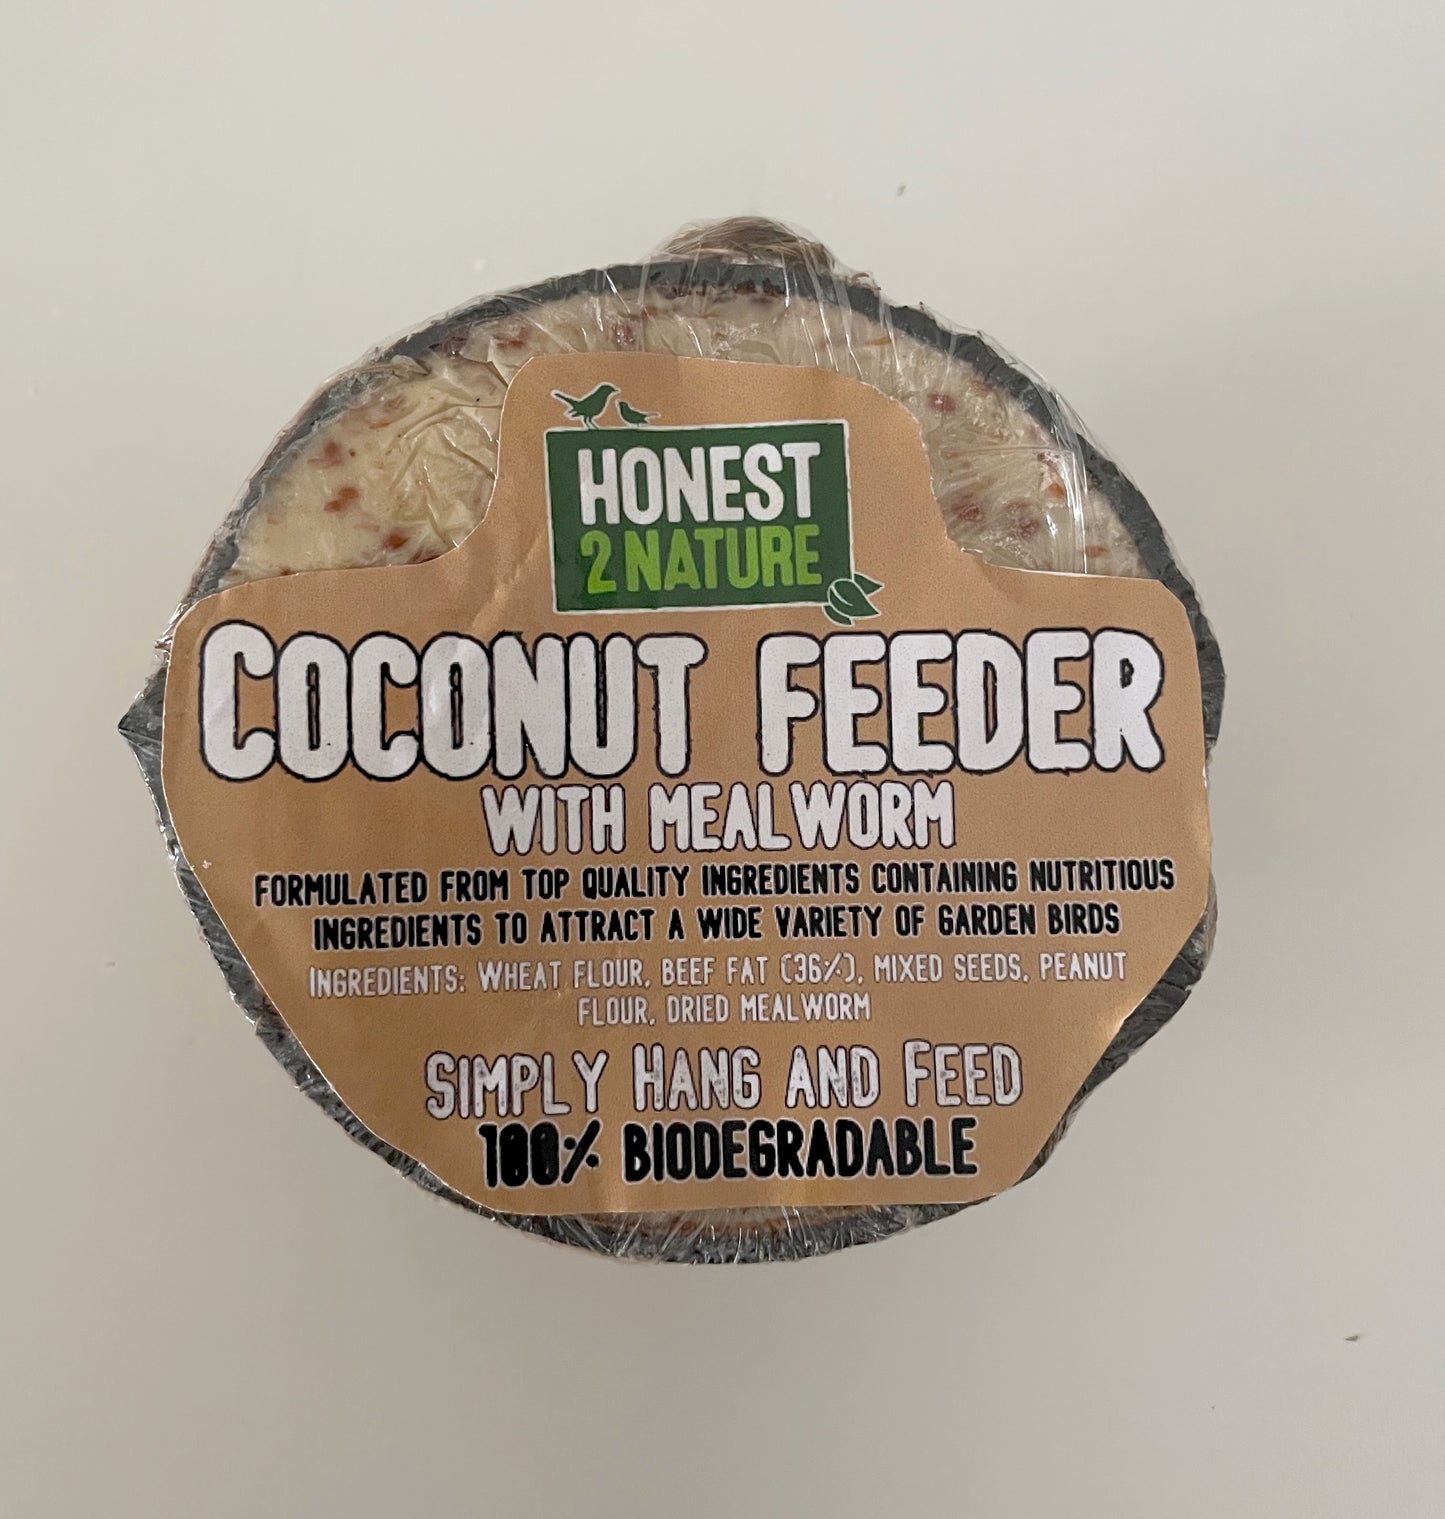 HONEST
2 NATURE
COCONUT FEEDER
WITH MEALWORM
FORMULATED FROM TOP QUALITY INGREDIENTS CONTAINING NUTRITIOUS
INGREDIENTS TO ATTRACT A WIDE VARIETY OF GARDEN BIRDS
INGREDIENTS: WHEAT FLOUR, BEEF FAT (36%), MIXED SEEDS, PEANUT
FLOUR, DRIED MEALWORM
SIMPLY HANG AND FEED
100% BIODEGRADABLE